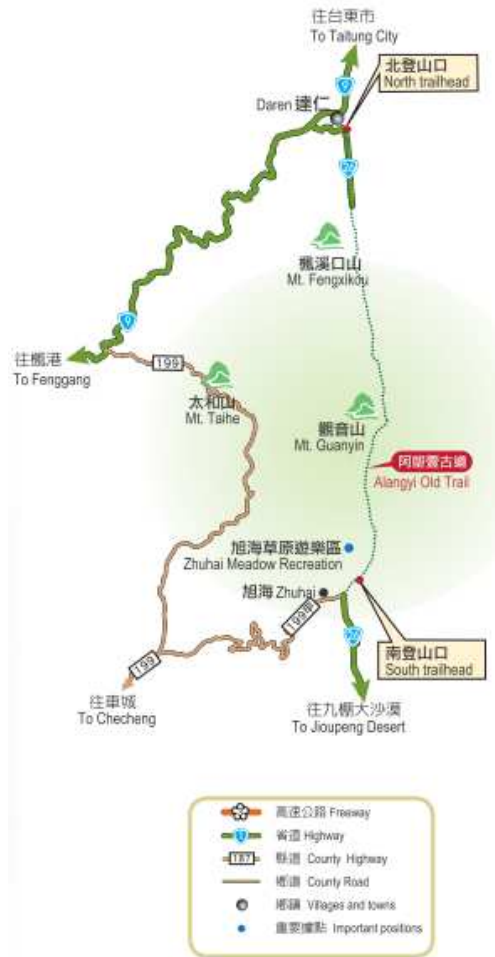 往台東市
To Taitung City
9
北登山口
North trailhead
Daren 達仁
26
楓溪口山
Mt. Fengxikou
9
往楓港
To Fenggang
199
太和山
Mt. Taihe
觀音山
Mt. Guanyin
阿塱壹古道
Alangyi Old Trail
旭海草原遊樂區
Zhuhai Meadow Recreation
旭海 Zhuhai
199甲
26
199
南登山口
South trailhead
往車城
To Checheng
往九棚大沙漠
To Jioupeng Desert
高速公路 Freeway
省道 Highway
187
縣道 County Highway
鄉道 County Road
鄉鎮 Villages and towns
重要據點 Important positions